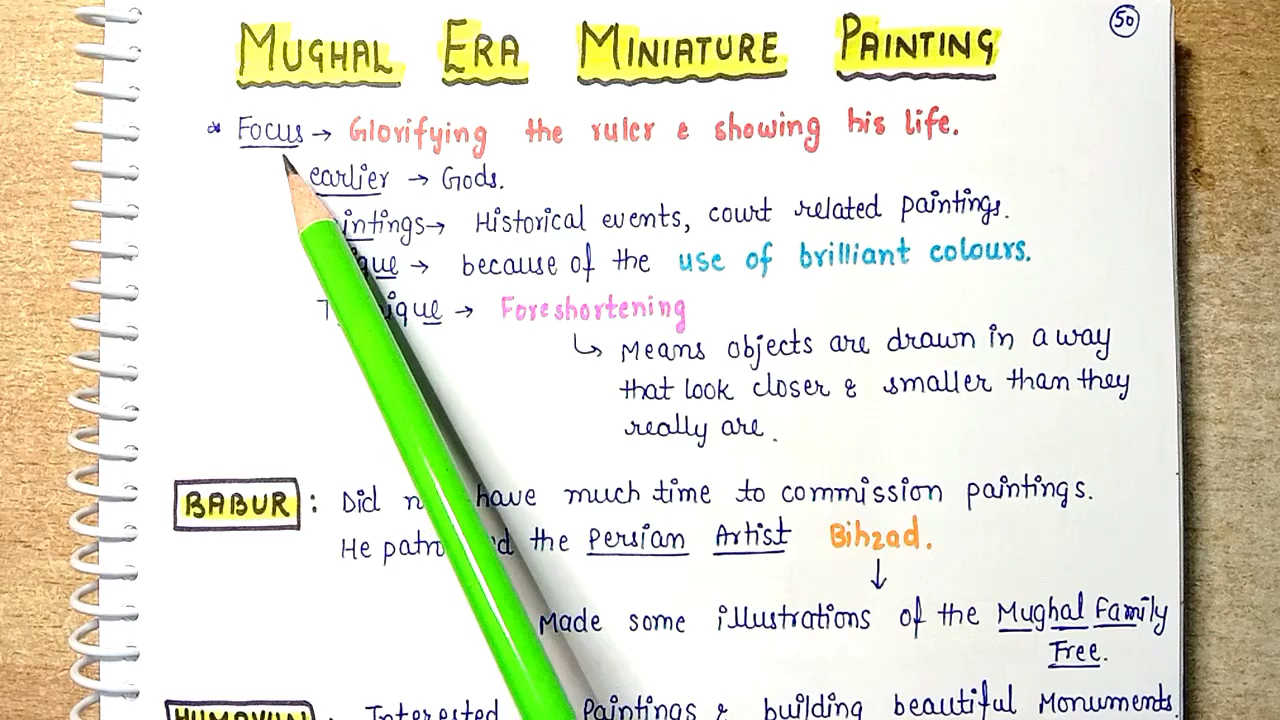 50
MUGHAL ERA MINIATURE PAINTING
* Focus → Glorifying the ruler & showing his life.
earlier → Gods.
intings → Historical events, court related paintings.
que → because of the use of brilliant colours.
T ique → Foreshortening
↳ Means objects are drawn in a way
that look closer & smaller than they
really are.
BABUR : Did n have much time to commission paintings.
He patro d the Persian Artist Bihzad.
↓
Made some illustrations of the Mughal Family
Free.
HUMAYUN : Interested Paintings & building beautiful Monuments.